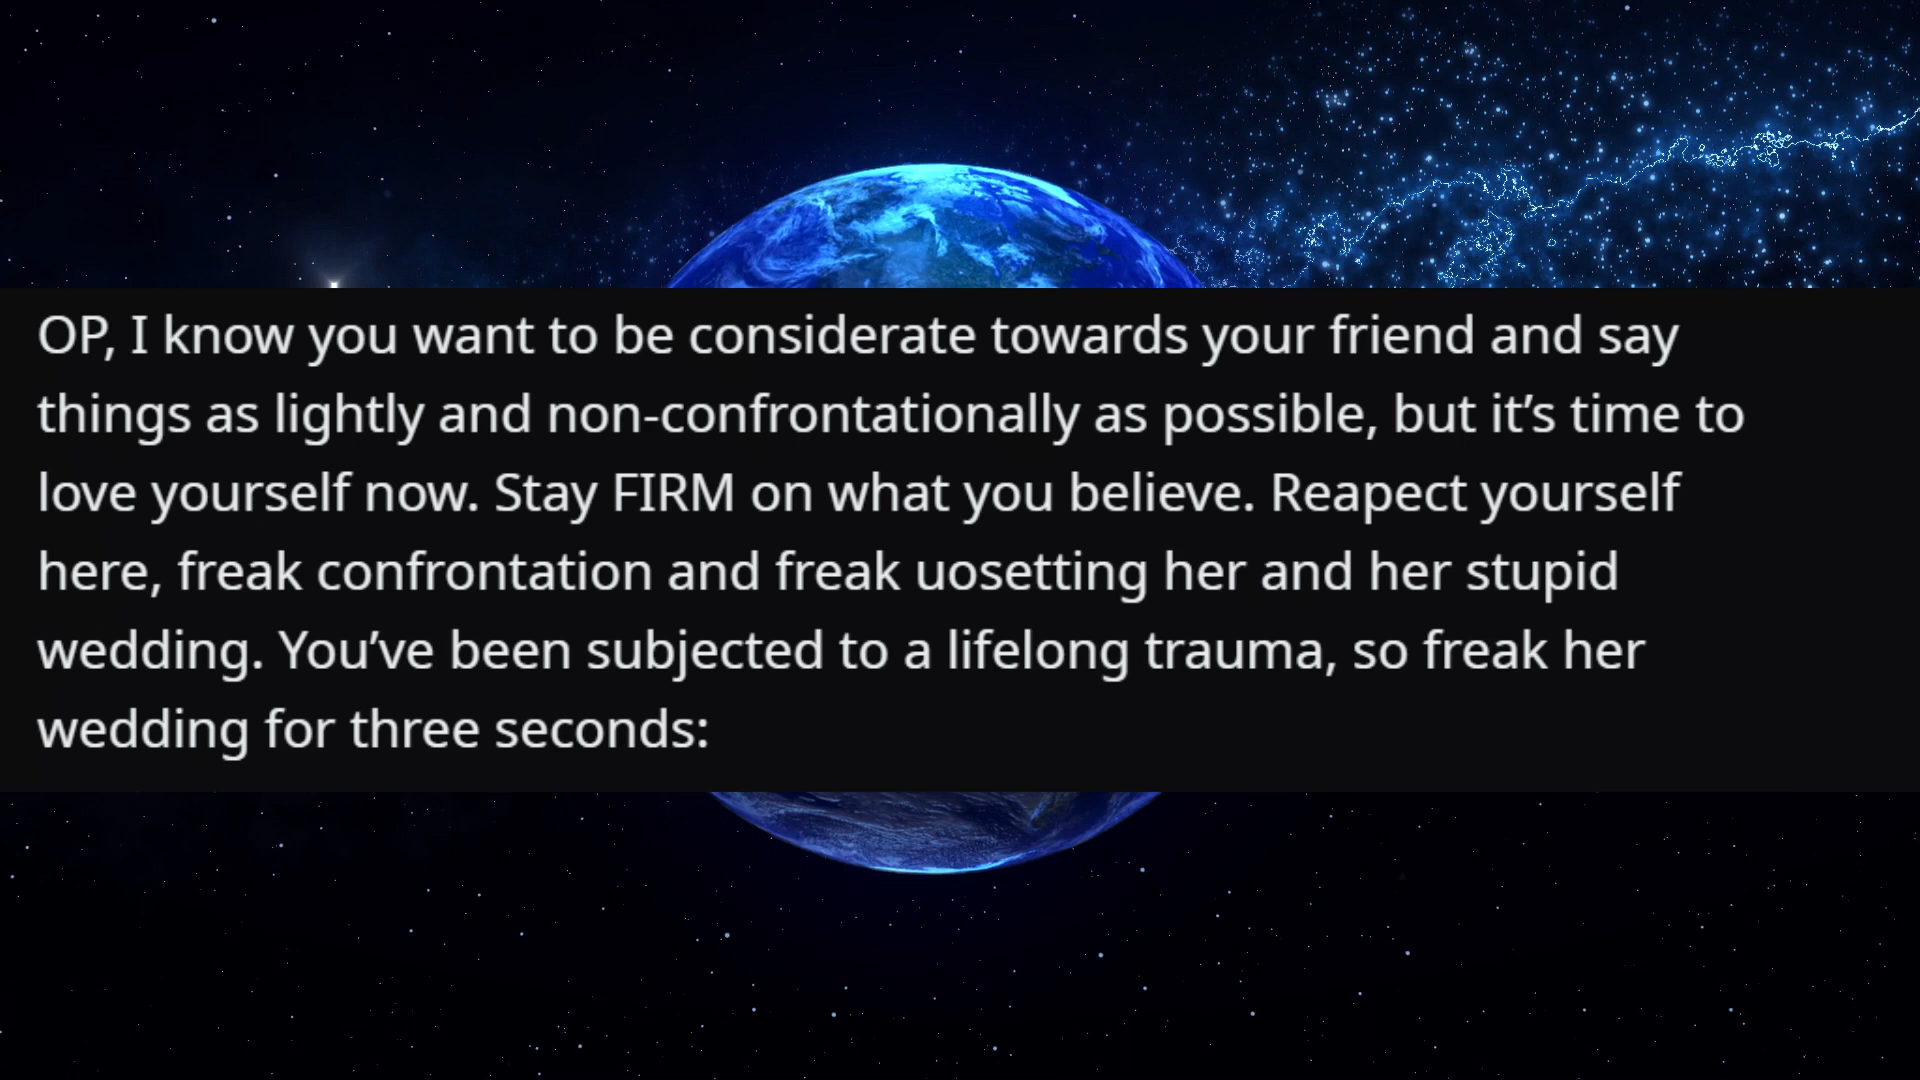 OP, I know you want to be considerate towards your friend and say
things as lightly and non-confrontationally as possible, but it’s time to
love yourself now. Stay FIRM on what you believe. Reapect yourself
here, freak confrontation and freak uosetting her and her stupid
wedding. You’ve been subjected to a lifelong trauma, so freak her
wedding for three seconds: